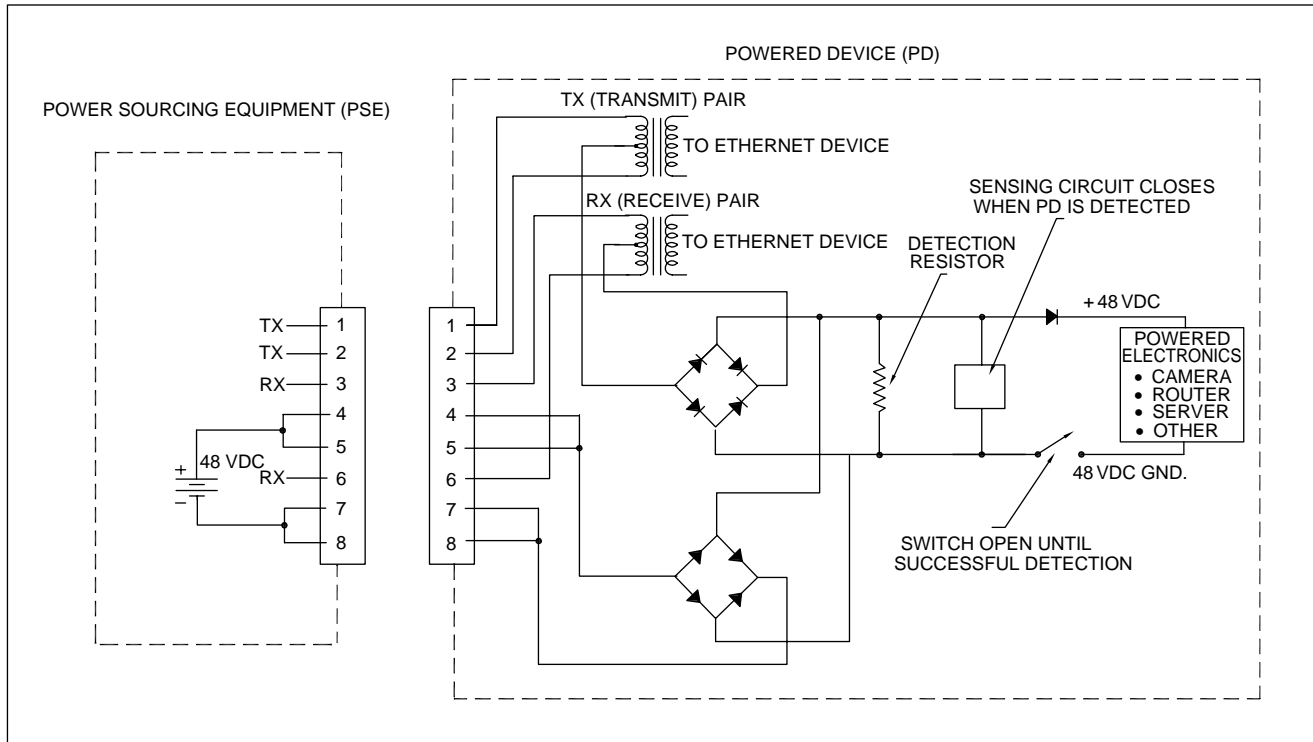 POWERED DEVICE (PD)
POWER SOURCING EQUIPMENT (PSE)
TX (TRANSMIT) PAIR
TO ETHERNET DEVICE
RX (RECEIVE) PAIR
TO ETHERNET DEVICE
SENSING CIRCUIT CLOSES
WHEN PD IS DETECTED
DETECTION
RESISTOR
TX 1
TX 2
RX 3
4
5
RX 6
7
8
+
48 VDC
–
1
2
3
4
5
6
7
8
+ 48 VDC
POWERED
ELECTRONICS
• CAMERA
• ROUTER
• SERVER
• OTHER
48 VDC GND.
SWITCH OPEN UNTIL
SUCCESSFUL DETECTION